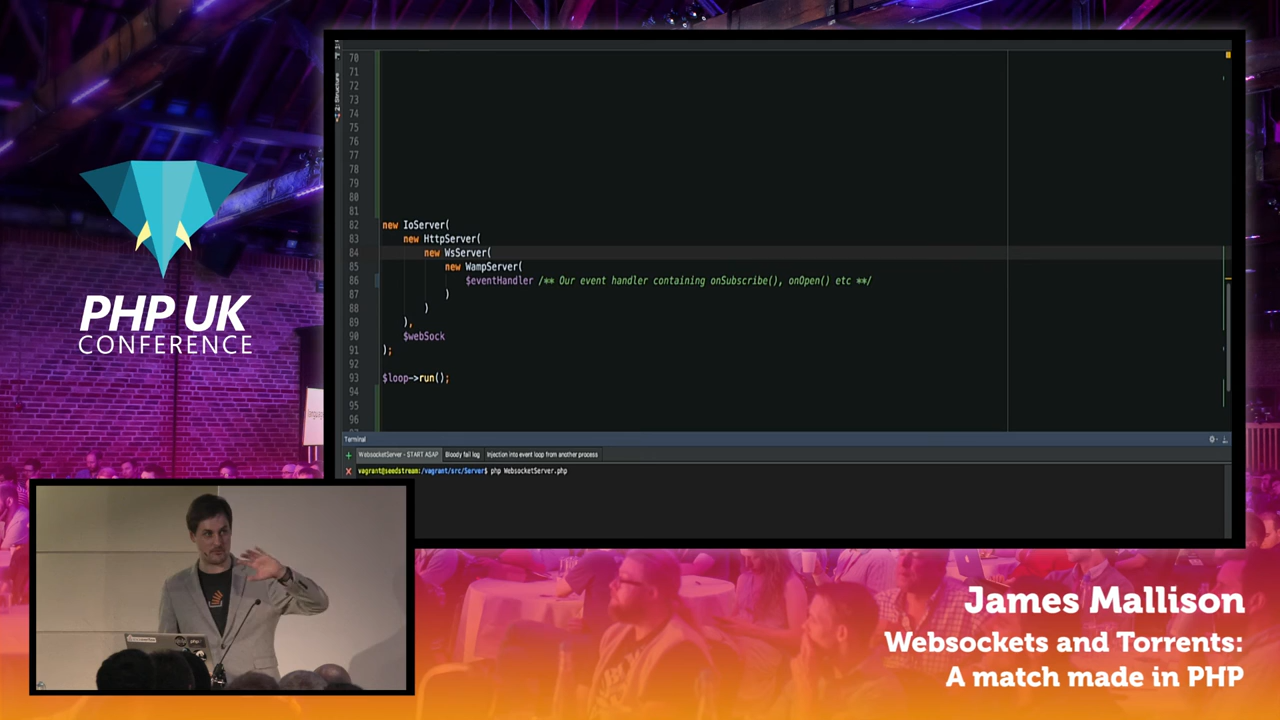 PHP UK
CONFERENCE
70
71
72
73
74
75
76
77
78
79
80
81
82 new IoServer(
83 new HttpServer(
84 new WsServer(
85 new WampServer(
86 $eventHandler /** Our event handler containing onSubscribe(), onOpen() etc **/
87 )
88 )
89 ),
90 $webSock
91 );
92
93 $loop->run();
94
95
96
Terminal
WebsocketServer - START ASAP Bloody fail log Injection into event loop from another process
vagrant@seedstream:/vagrant/src/Server$ php WebsocketServer.php
James Mallison
Websockets and Torrents:
A match made in PHP